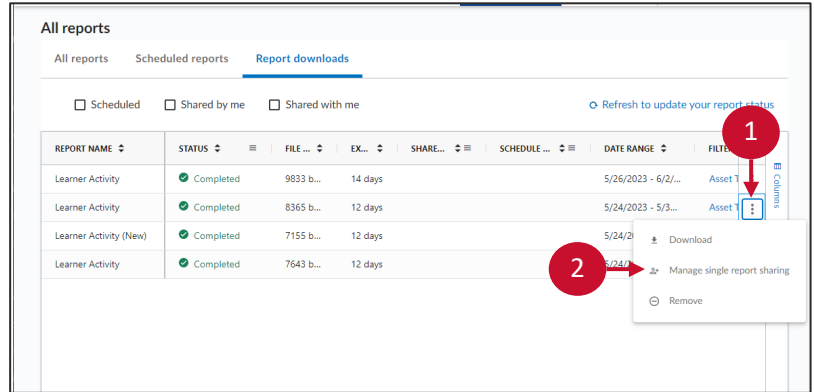 All reports
All reports Scheduled reports Report downloads
Scheduled Shared by me Shared with me Refresh to update your report status
1
REPORT NAME STATUS FILE ... EX... SHARE... SCHEDULE ... DATE RANGE FILTE
Columns
Learner Activity Completed 9833 b... 14 days 5/26/2023 - 6/2/... Asset T
Learner Activity Completed 8365 b... 12 days 5/24/2023 - 5/3... Asset T
Learner Activity (New) Completed 7155 b... 12 days 5/24/20
Download
Learner Activity Completed 7643 b... 12 days 5/24/2
2 Manage single report sharing
Remove